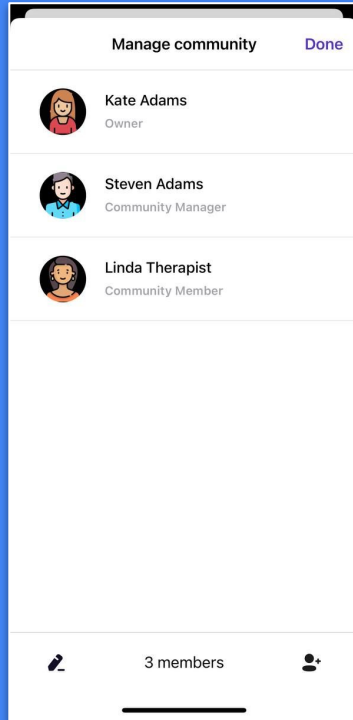 Manage community
Done
Kate Adams
Owner
Steven Adams
Community Manager
Linda Therapist
Community Member
3 members